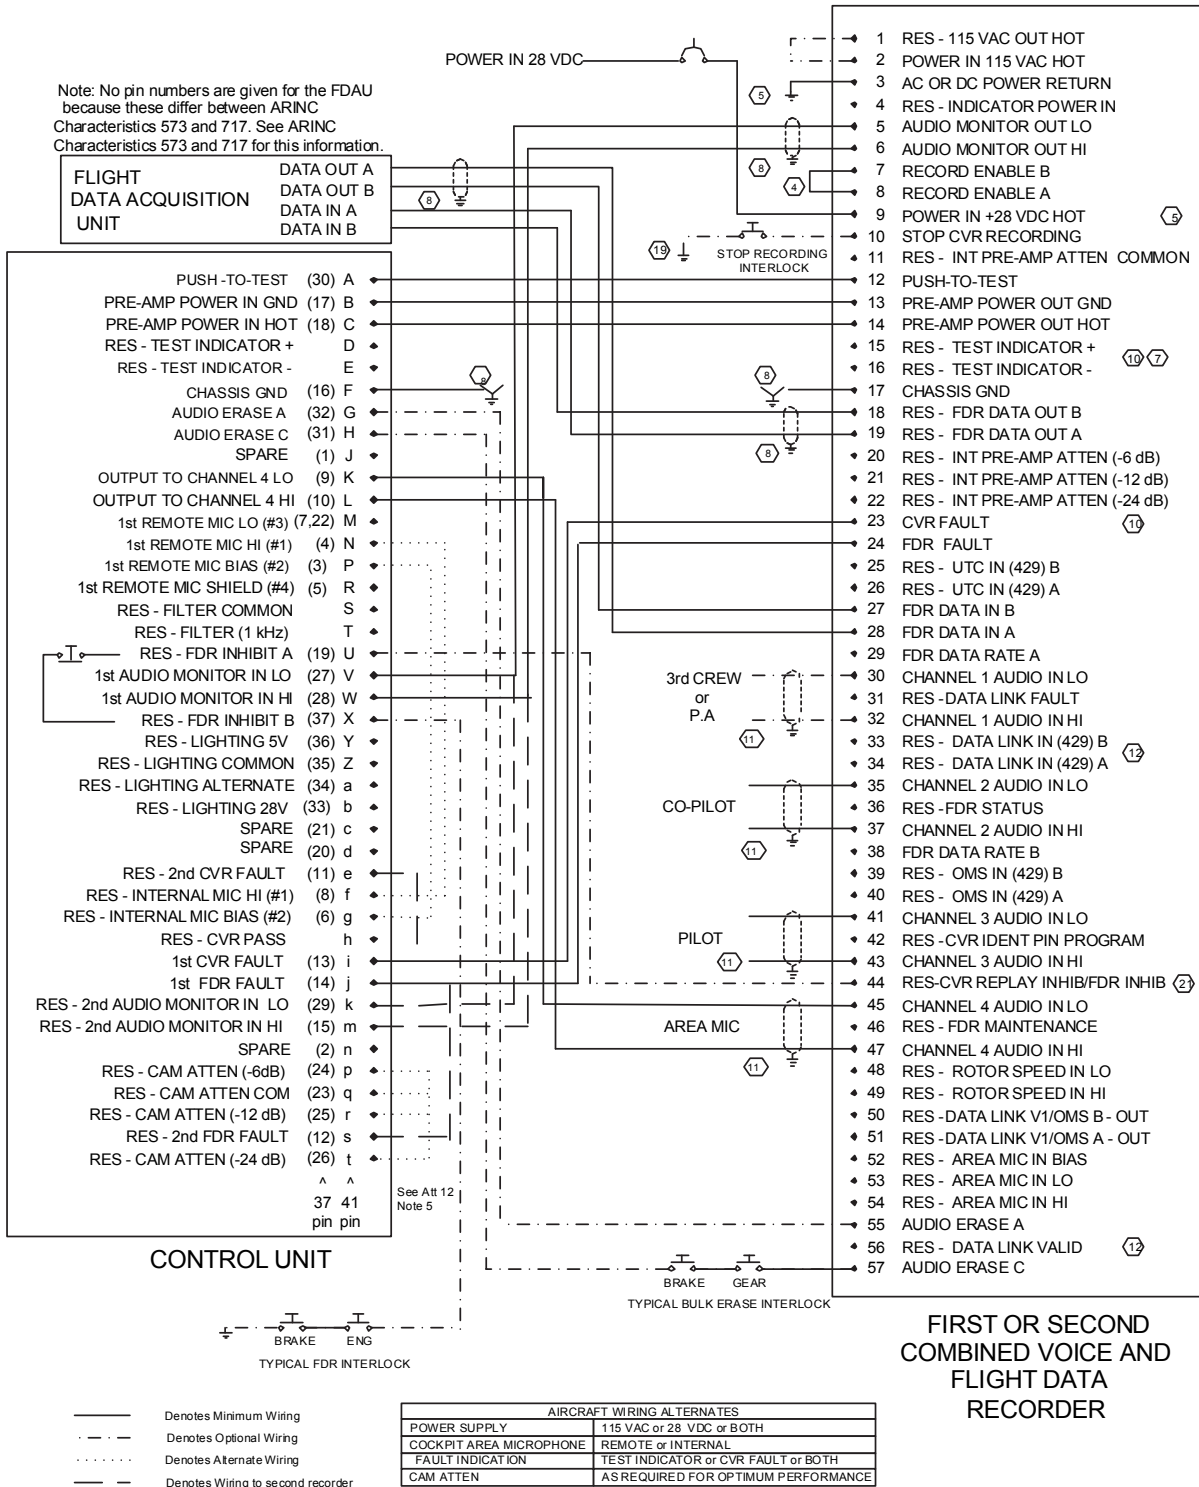 POWER IN 28 VDC
Note: No pin numbers are given for the FDAU
because these differ between ARINC
Characteristics 573 and 717. See ARINC
Characteristics 573 and 717 for this information.
FLIGHT
DATA ACQUISITION
UNIT
DATA OUT A
DATA OUT B
DATA IN A
DATA IN B
8
PUSH-TO-TEST (30) A
PRE-AMP POWER IN GND (17) B
PRE-AMP POWER IN HOT (18) C
RES - TEST INDICATOR + D
RES - TEST INDICATOR - E
CHASSIS GND (16) F
AUDIO ERASE A (32) G
AUDIO ERASE C (31) H
SPARE (1) J
OUTPUT TO CHANNEL 4 LO (9) K
OUTPUT TO CHANNEL 4 HI (10) L
1st REMOTE MIC LO (#3) (7,22) M
1st REMOTE MIC HI (#1) (4) N
1st REMOTE MIC BIAS (#2) (3) P
1st REMOTE MIC SHIELD (#4) (5) R
RES - FILTER COMMON S
RES - FILTER (1 kHz) T
RES - FDR INHIBIT A (19) U
1st AUDIO MONITOR IN LO (27) V
1st AUDIO MONITOR IN HI (28) W
RES - FDR INHIBIT B (37) X
RES - LIGHTING 5V (36) Y
RES - LIGHTING COMMON (35) Z
RES - LIGHTING ALTERNATE (34) a
RES - LIGHTING 28V (33) b
SPARE (21) c
SPARE (20) d
RES - 2nd CVR FAULT (11) e
RES - INTERNAL MIC HI (#1) (8) f
RES - INTERNAL MIC BIAS (#2) (6) g
RES - CVR PASS h
1st CVR FAULT (13) i
1st FDR FAULT (14) j
RES - 2nd AUDIO MONITOR IN LO (29) k
RES - 2nd AUDIO MONITOR IN HI (15) m
SPARE (2) n
RES - CAM ATTEN (-6dB) (24) p
RES - CAM ATTEN COM (23) q
RES - CAM ATTEN (-12 dB) (25) r
RES - 2nd FDR FAULT (12) s
RES - CAM ATTEN (-24 dB) (26) t
^ ^
37 41
pin pin
See Att 12
Note 5
CONTROL UNIT
8
5
8
4
19
STOP RECORDING
INTERLOCK
8
8
3rd CREW
or
P.A
11
CO-PILOT
11
PILOT
11
AREA MIC
11
1 RES - 115 VAC OUT HOT
2 POWER IN 115 VAC HOT
3 AC OR DC POWER RETURN
4 RES - INDICATOR POWER IN
5 AUDIO MONITOR OUT LO
6 AUDIO MONITOR OUT HI
7 RECORD ENABLE B
8 RECORD ENABLE A
9 POWER IN +28 VDC HOT 5
10 STOP CVR RECORDING
11 RES - INT PRE-AMP ATTEN COMMON
12 PUSH-TO-TEST
13 PRE-AMP POWER OUT GND
14 PRE-AMP POWER OUT HOT
15 RES - TEST INDICATOR +
16 RES - TEST INDICATOR - 10 7
17 CHASSIS GND
18 RES - FDR DATA OUT B
19 RES - FDR DATA OUT A
20 RES - INT PRE-AMP ATTEN (-6 dB)
21 RES - INT PRE-AMP ATTEN (-12 dB)
22 RES - INT PRE-AMP ATTEN (-24 dB)
23 CVR FAULT 10
24 FDR FAULT
25 RES - UTC IN (429) B
26 RES - UTC IN (429) A
27 FDR DATA IN B
28 FDR DATA IN A
29 FDR DATA RATE A
30 CHANNEL 1 AUDIO IN LO
31 RES -DATA LINK FAULT
32 CHANNEL 1 AUDIO IN HI
33 RES - DATA LINK IN (429) B
34 RES - DATA LINK IN (429) A 12
35 CHANNEL 2 AUDIO IN LO
36 RES -FDR STATUS
37 CHANNEL 2 AUDIO IN HI
38 FDR DATA RATE B
39 RES - OMS IN (429) B
40 RES - OMS IN (429) A
41 CHANNEL 3 AUDIO IN LO
42 RES -CVR IDENT PIN PROGRAM
43 CHANNEL 3 AUDIO IN HI
44 RES-CVR REPLAY INHIB/FDR INHIB 21
45 CHANNEL 4 AUDIO IN LO
46 RES - FDR MAINTENANCE
47 CHANNEL 4 AUDIO IN HI
48 RES - ROTOR SPEED IN LO
49 RES - ROTOR SPEED IN HI
50 RES -DATA LINK V1/OMS B - OUT
51 RES -DATA LINK V1/OMS A - OUT
52 RES - AREA MIC IN BIAS
53 RES - AREA MIC IN LO
54 RES - AREA MIC IN HI
55 AUDIO ERASE A
56 RES - DATA LINK VALID 12
57 AUDIO ERASE C
BRAKE GEAR
TYPICAL BULK ERASE INTERLOCK
BRAKE ENG
TYPICAL FDR INTERLOCK
FIRST OR SECOND
COMBINED VOICE AND
FLIGHT DATA
RECORDER
Denotes Minimum Wiring
Denotes Optional Wiring
Denotes Alternate Wiring
Denotes Wiring to second recorder
AIRCRAFT WIRING ALTERNATES
POWER SUPPLY 115 VAC or 28 VDC or BOTH
COCKPIT AREA MICROPHONE REMOTE or INTERNAL
FAULT INDICATION TEST INDICATOR or CVR FAULT or BOTH
CAM ATTEN AS REQUIRED FOR OPTIMUM PERFORMANCE